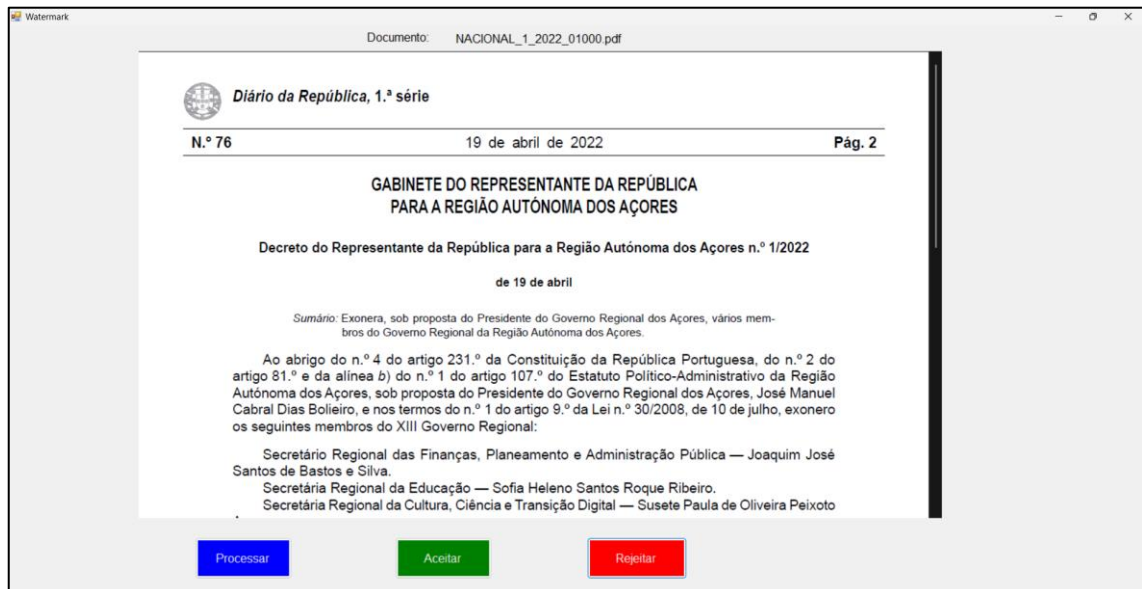 Watermark
Documento: NACIONAL_1_2022_01000.pdf
Diário da República, 1.ª série
N.º 76 19 de abril de 2022 Pág. 2
GABINETE DO REPRESENTANTE DA REPÚBLICA
PARA A REGIÃO AUTÓNOMA DOS AÇORES
Decreto do Representante da República para a Região Autónoma dos Açores n.º 1/2022
de 19 de abril
Sumário: Exonera, sob proposta do Presidente do Governo Regional dos Açores, vários mem-
bros do Governo Regional da Região Autónoma dos Açores.
Ao abrigo do n.º 4 do artigo 231.º da Constituição da República Portuguesa, do n.º 2 do
artigo 81.º e da alínea b) do n.º 1 do artigo 107.º do Estatuto Político-Administrativo da Região
Autónoma dos Açores, sob proposta do Presidente do Governo Regional dos Açores, José Manuel
Cabral Dias Bolieiro, e nos termos do n.º 1 do artigo 9.º da Lei n.º 30/2008, de 10 de julho, exonero
os seguintes membros do XIII Governo Regional:
Secretário Regional das Finanças, Planeamento e Administração Pública — Joaquim José
Santos de Bastos e Silva.
Secretária Regional da Educação — Sofia Heleno Santos Roque Ribeiro.
Secretária Regional da Cultura, Ciência e Transição Digital — Susete Paula de Oliveira Peixoto
Processar Aceitar Rejeitar